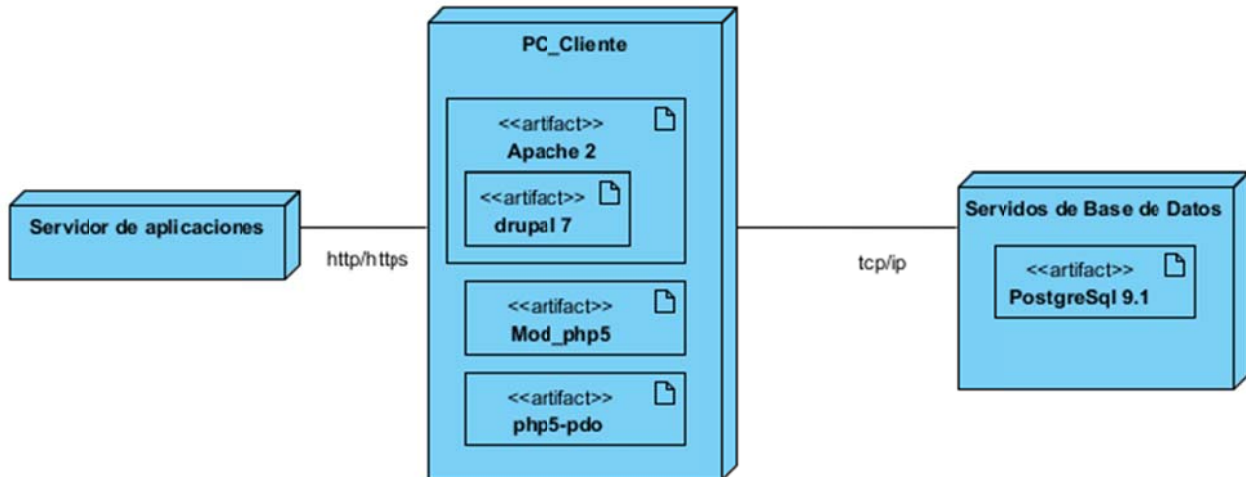 PC_Cliente
<<artifact>>
Apache 2
<<artifact>>
drupal 7
<<artifact>>
Mod_php5
<<artifact>>
php5-pdo
Servidor de aplicaciones
http/https
tcp/ip
Servidos de Base de Datos
<<artifact>>
PostgreSql 9.1